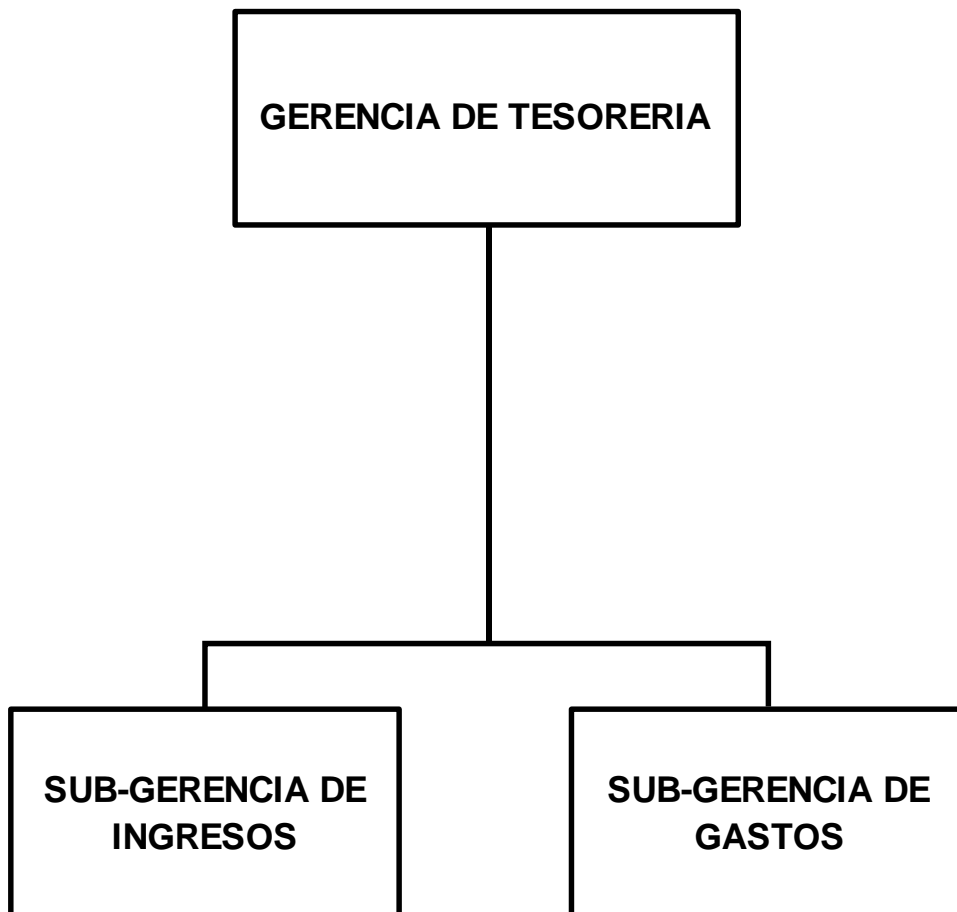 GERENCIA DE TESORERIA
SUB-GERENCIA DE
INGRESOS
SUB-GERENCIA DE
GASTOS